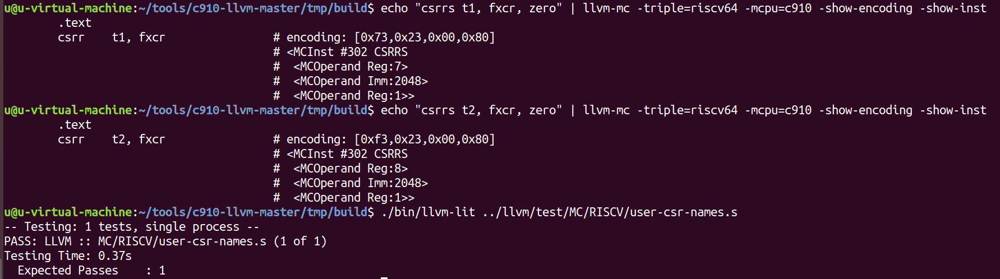 u@u-virtual-machine:~/tools/c910-llvm-master/tmp/build$ echo "csrrs t1, fxcr, zero" | llvm-mc -triple=riscv64 -mcpu=c910 -show-encoding -show-inst
        .text
        csrr    t1, fxcr                # encoding: [0x73,0x23,0x00,0x80]
                                        # <MCInst #302 CSRRS
                                        #  <MCOperand Reg:7>
                                        #  <MCOperand Imm:2048>
                                        #  <MCOperand Reg:1>>
u@u-virtual-machine:~/tools/c910-llvm-master/tmp/build$ echo "csrrs t2, fxcr, zero" | llvm-mc -triple=riscv64 -mcpu=c910 -show-encoding -show-inst
        .text
        csrr    t2, fxcr                # encoding: [0xf3,0x23,0x00,0x80]
                                        # <MCInst #302 CSRRS
                                        #  <MCOperand Reg:8>
                                        #  <MCOperand Imm:2048>
                                        #  <MCOperand Reg:1>>
u@u-virtual-machine:~/tools/c910-llvm-master/tmp/build$ ./bin/llvm-lit ../llvm/test/MC/RISCV/user-csr-names.s
-- Testing: 1 tests, single process --
PASS: LLVM :: MC/RISCV/user-csr-names.s (1 of 1)
Testing Time: 0.37s
  Expected Passes    : 1